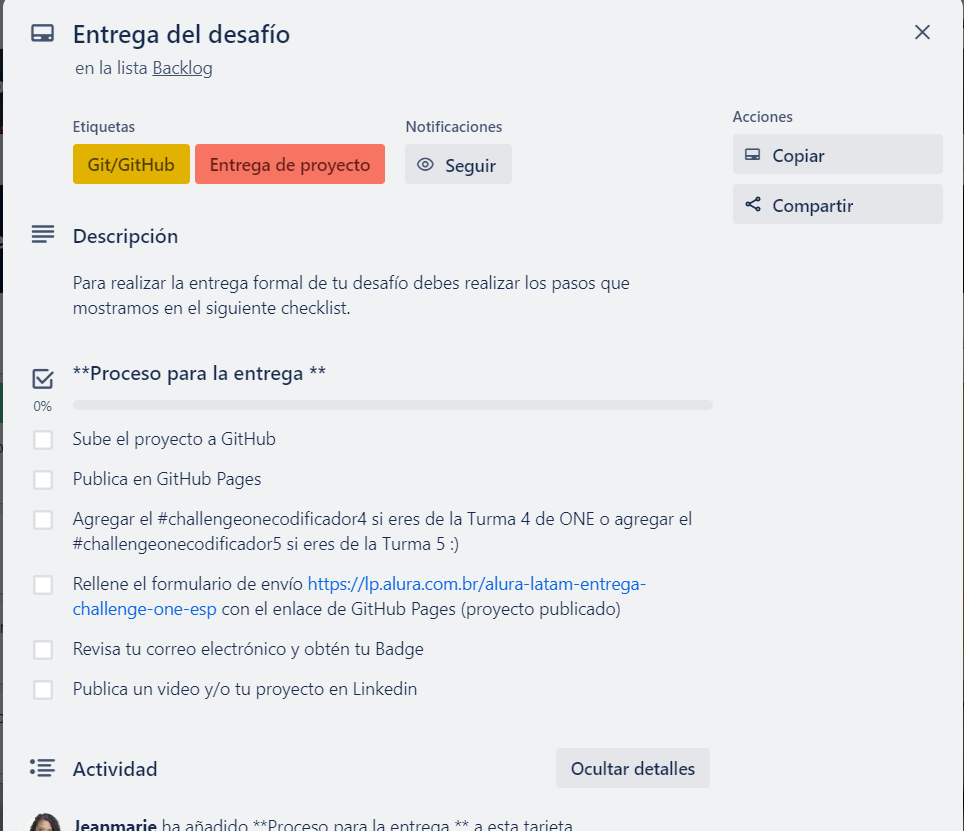 Entrega del desafío
en la lista Backlog
Etiquetas
Git/GitHub
Entrega de proyecto
Notificaciones
Seguir
Acciones
Copiar
Compartir
Descripción
Para realizar la entrega formal de tu desafío debes realizar los pasos que
mostramos en el siguiente checklist.
**Proceso para la entrega **
0%
Sube el proyecto a GitHub
Publica en GitHub Pages
Agregar el #challengeonecodificador4 si eres de la Turma 4 de ONE o agregar el
#challengeonecodificador5 si eres de la Turma 5 :)
Rellene el formulario de envío https://lp.alura.com.br/alura-latam-entrega-
challenge-one-esp con el enlace de GitHub Pages (proyecto publicado)
Revisa tu correo electrónico y obtén tu Badge
Publica un video y/o tu proyecto en Linkedin
Actividad
Ocultar detalles
Jeanmarie ha añadido **Proceso para la entrega ** a esta tarjeta